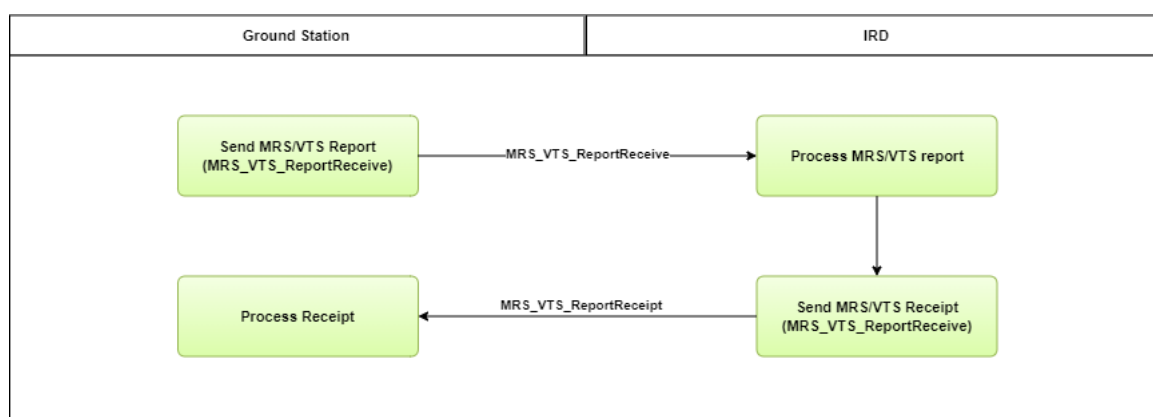 Ground Station
IRD
Send MRS/VTS Report
(MRS_VTS_ReportReceive)
MRS_VTS_ReportReceive
Process MRS/VTS report
Process Receipt
MRS_VTS_ReportReceipt
Send MRS/VTS Receipt
(MRS_VTS_ReportReceive)